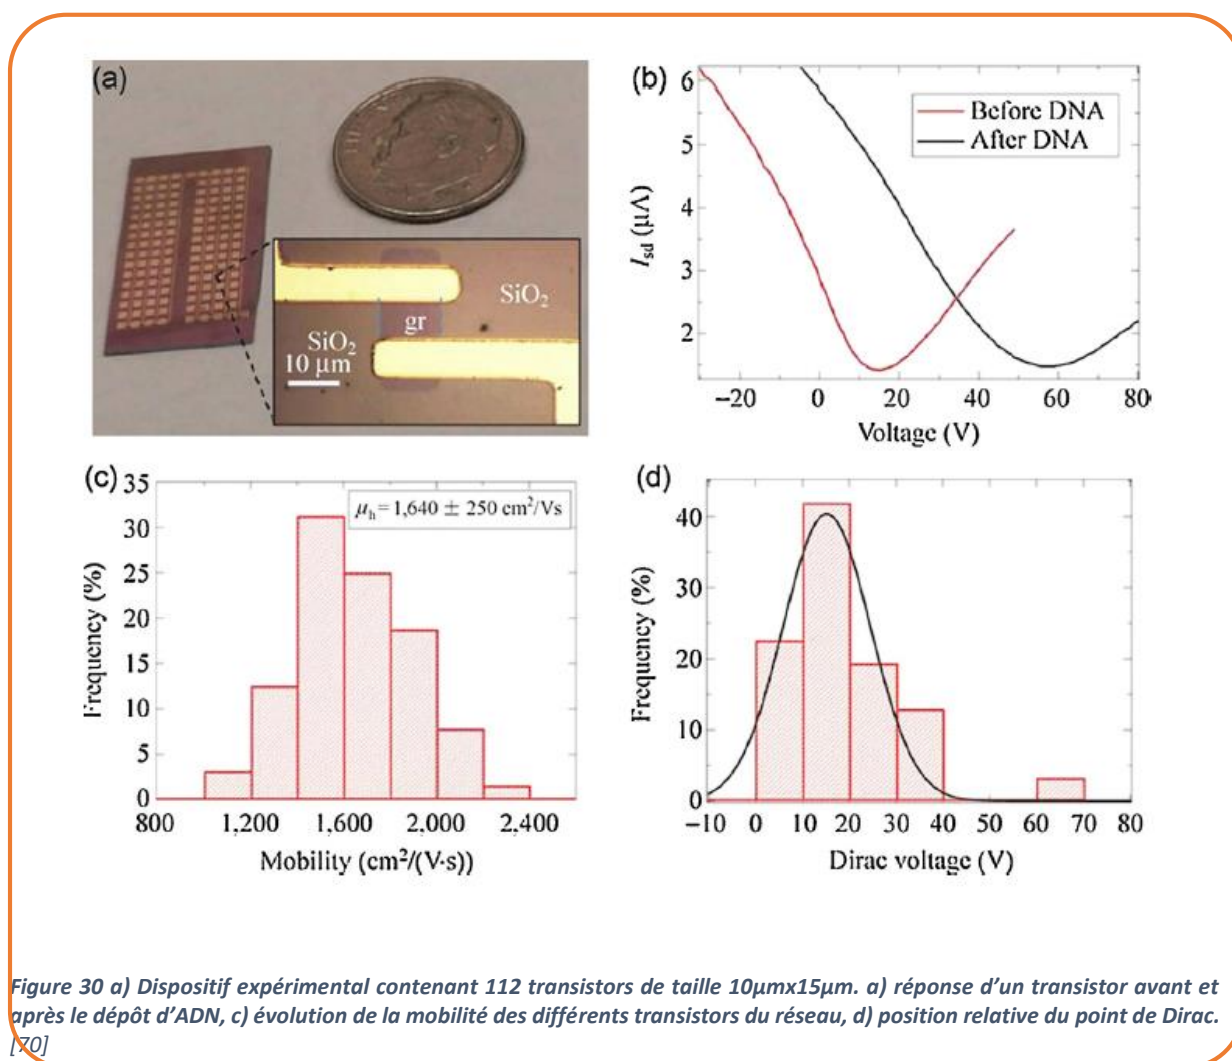 (a)
SiO₂
gr
SiO₂
10 μm
(b)
6
5
4
3
2
I_sd (μA)
Before DNA
After DNA
−20 0 20 40 60 80
Voltage (V)
(c)
35
30
25
20
15
10
5
0
Frequency (%)
μ_h = 1,640 ± 250 cm²/Vs
800 1,200 1,600 2,000 2,400
Mobility (cm²/(V·s))
(d)
40
30
20
10
0
Frequency (%)
−10 0 10 20 30 40 50 60 70 80
Dirac voltage (V)
Figure 30 a) Dispositif expérimental contenant 112 transistors de taille 10μmx15μm. a) réponse d’un transistor avant et
après le dépôt d’ADN, c) évolution de la mobilité des différents transistors du réseau, d) position relative du point de Dirac.
[70]